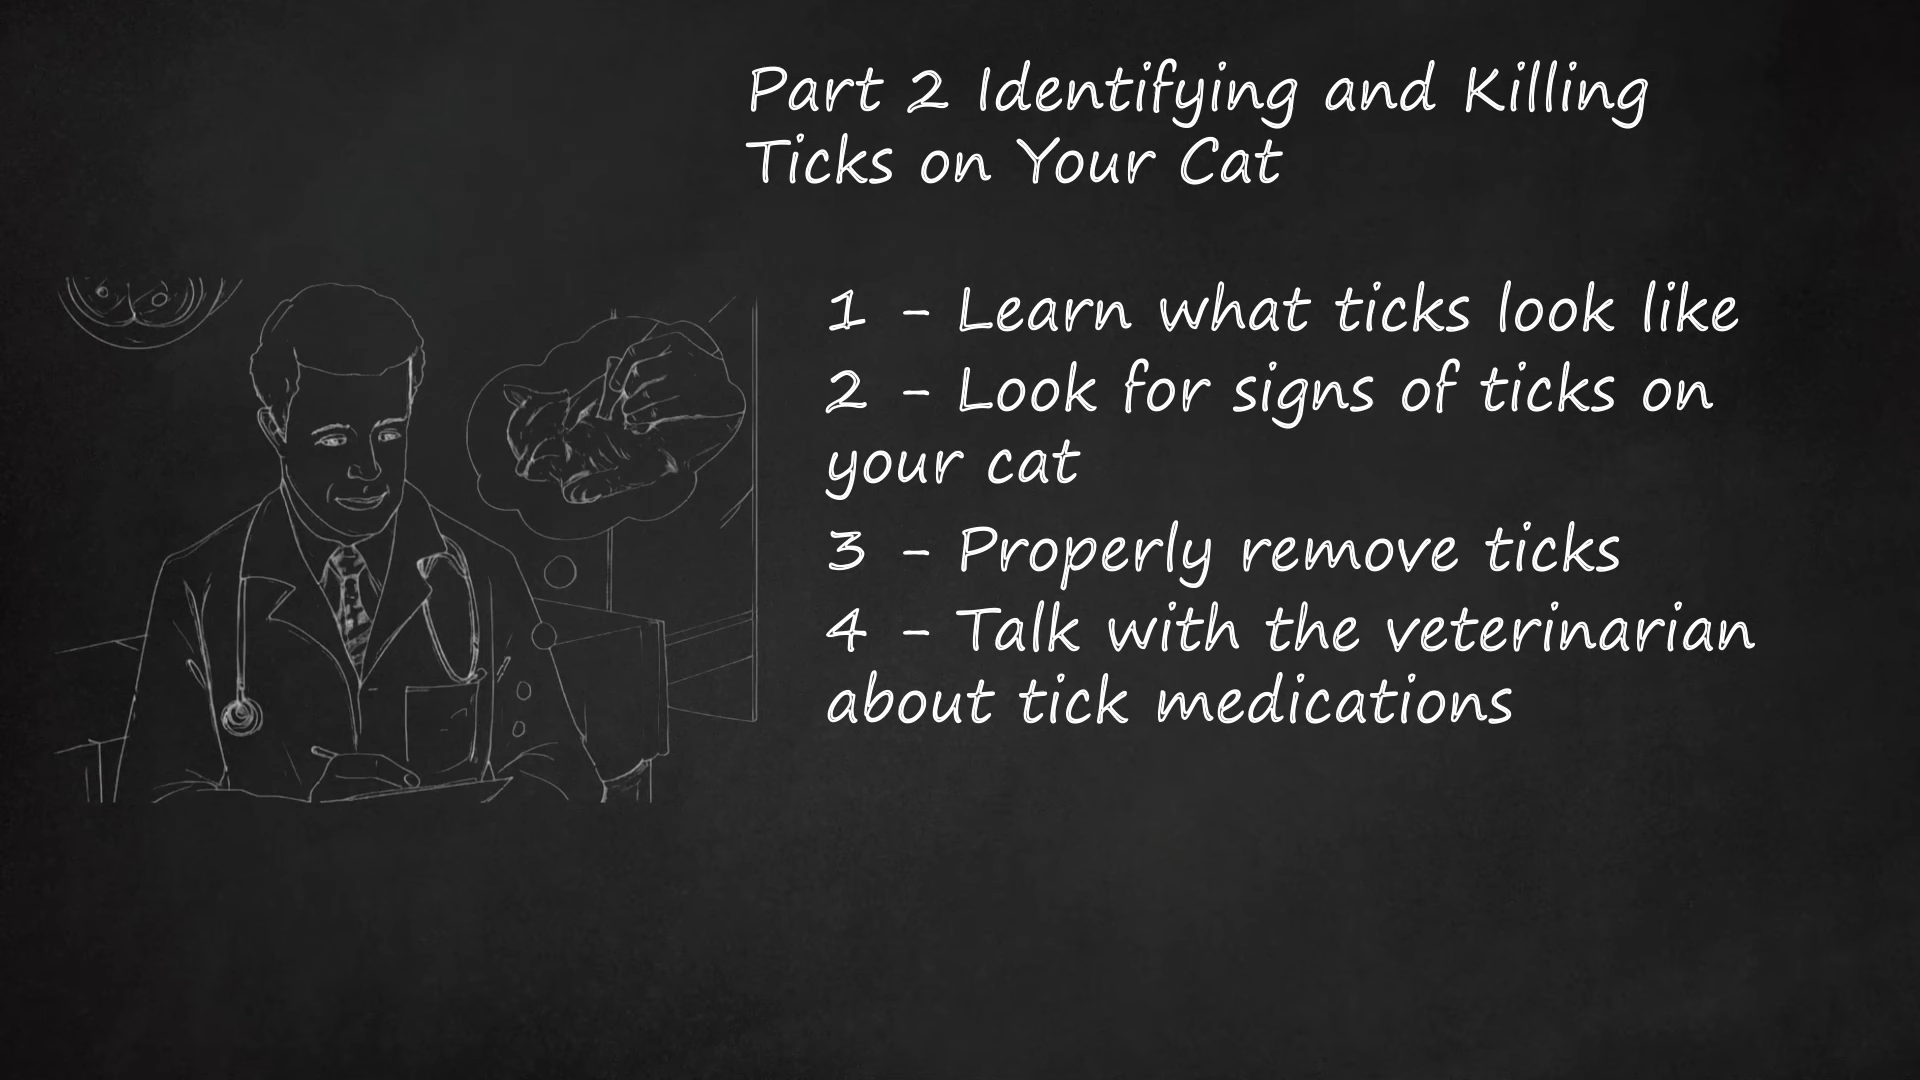 Part 2 Identifying and Killing
Ticks on Your Cat
1 - Learn what ticks look like
2 - Look for signs of ticks on
your cat
3 - Properly remove ticks
4 - Talk with the veterinarian
about tick medications